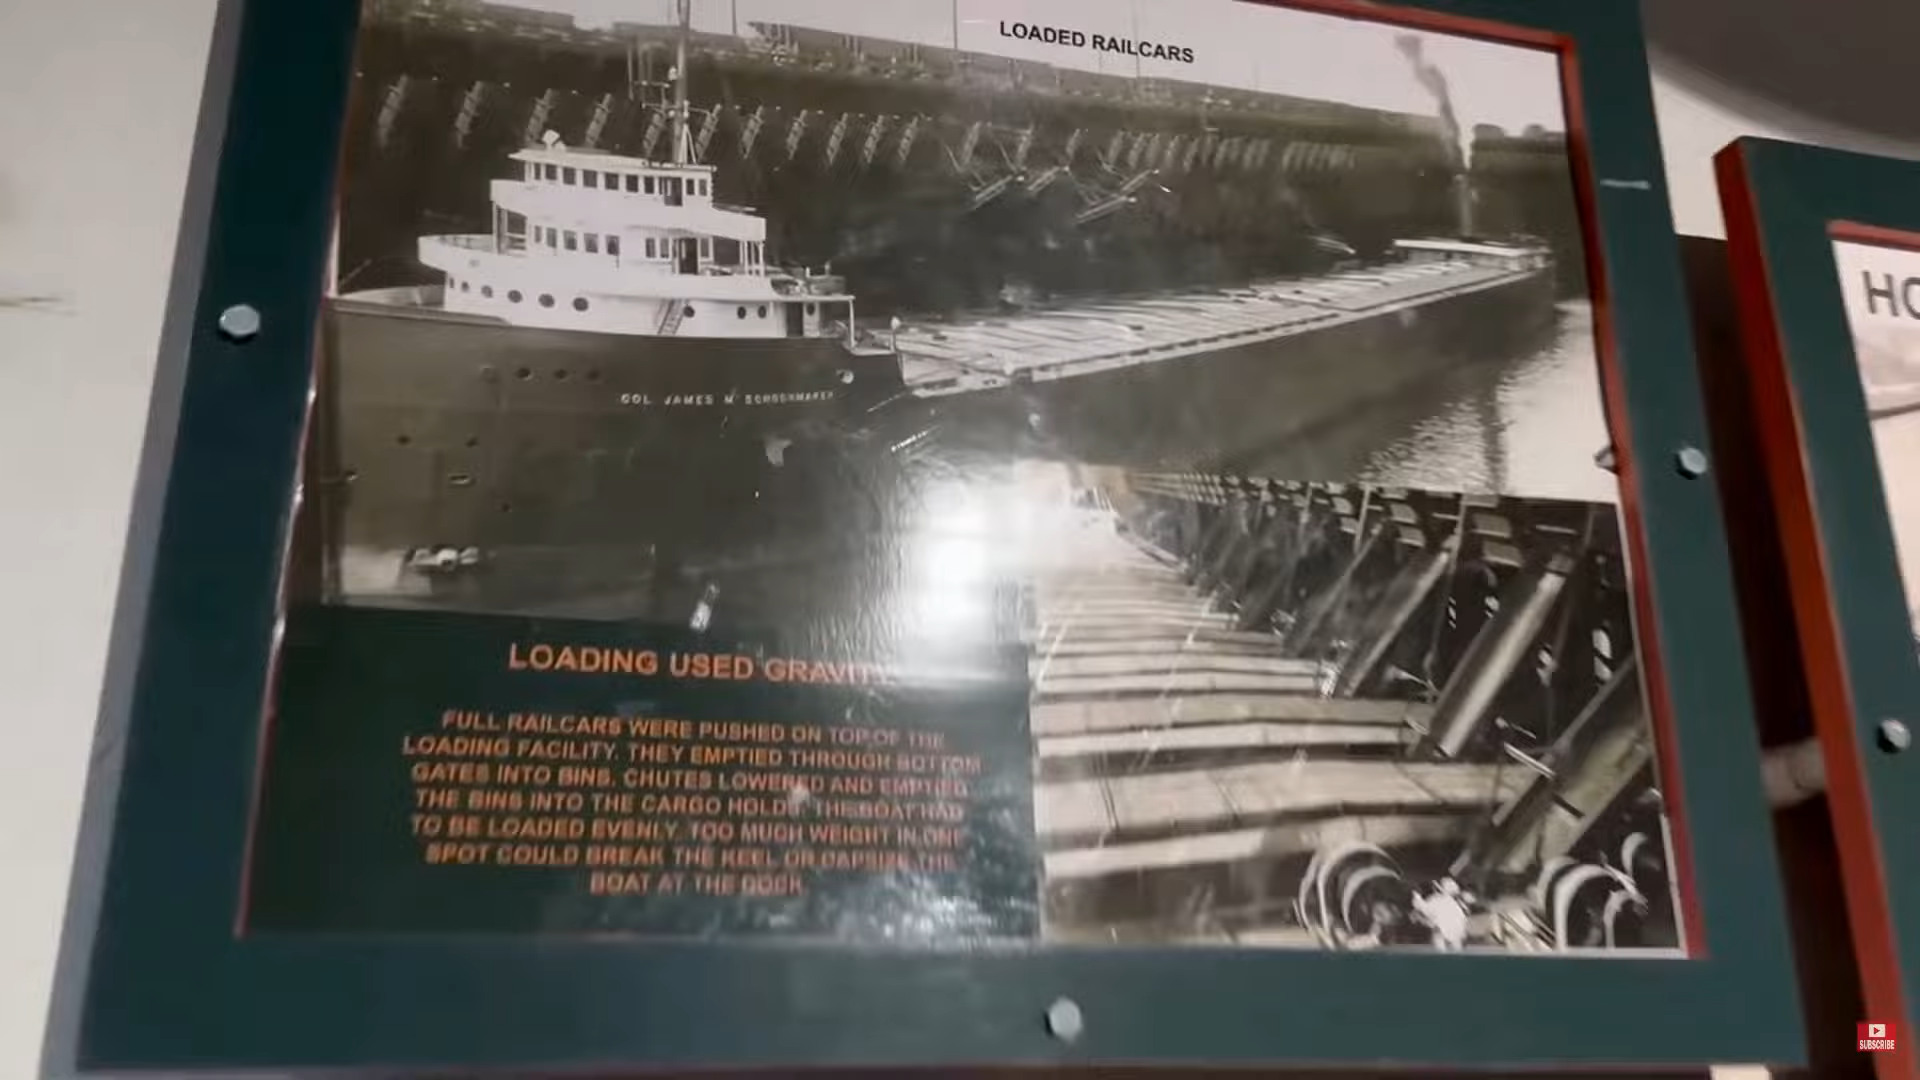 LOADED RAILCARS
COL JAMES M SCHOONMAKER
LOADING USED GRAVITY
FULL RAILCARS WERE PUSHED ON TOP OF THE
LOADING FACILITY. THEY EMPTIED THROUGH BOTTOM
GATES INTO BINS. CHUTES LOWERED AND EMPTIED
THE BINS INTO THE CARGO HOLD. THE BOAT HAD
TO BE LOADED EVENLY. TOO MUCH WEIGHT IN ONE
SPOT COULD BREAK THE KEEL OR CAPSIZE THE
BOAT AT THE DOCK
HO
SUBSCRIBE